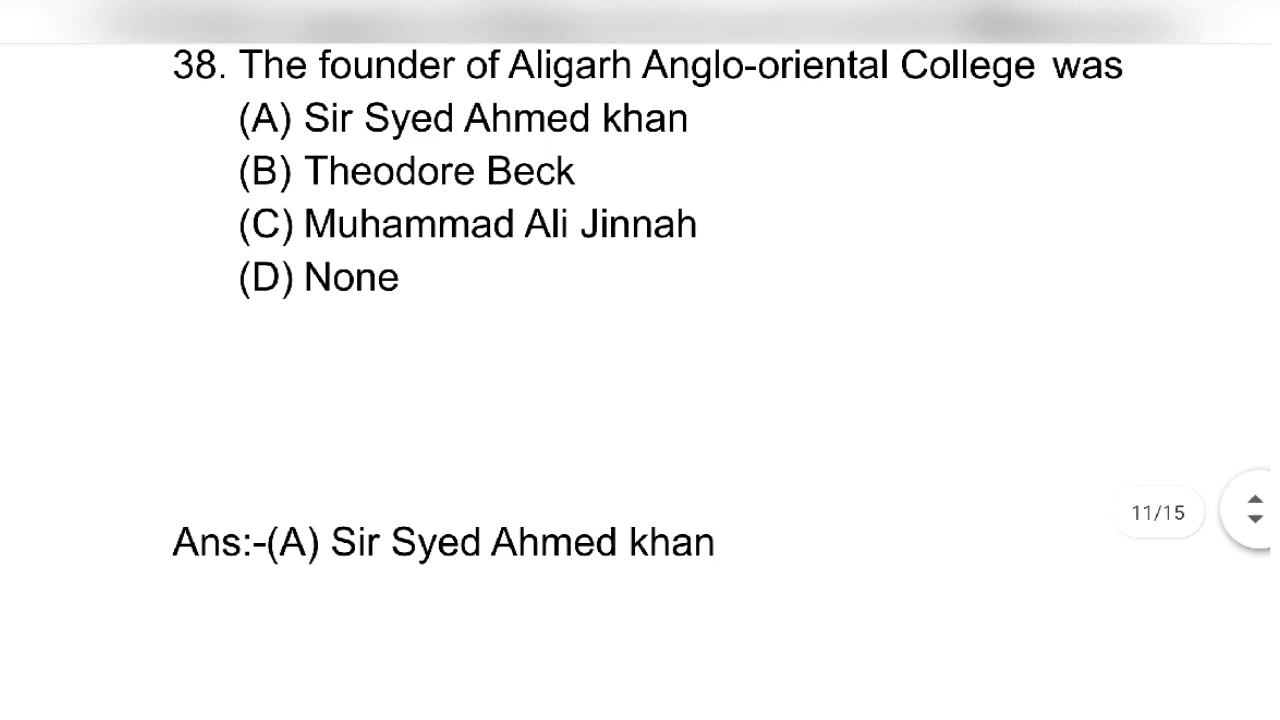 38. The founder of Aligarh Anglo-oriental College was
(A) Sir Syed Ahmed khan
(B) Theodore Beck
(C) Muhammad Ali Jinnah
(D) None
11/15
Ans:-(A) Sir Syed Ahmed khan